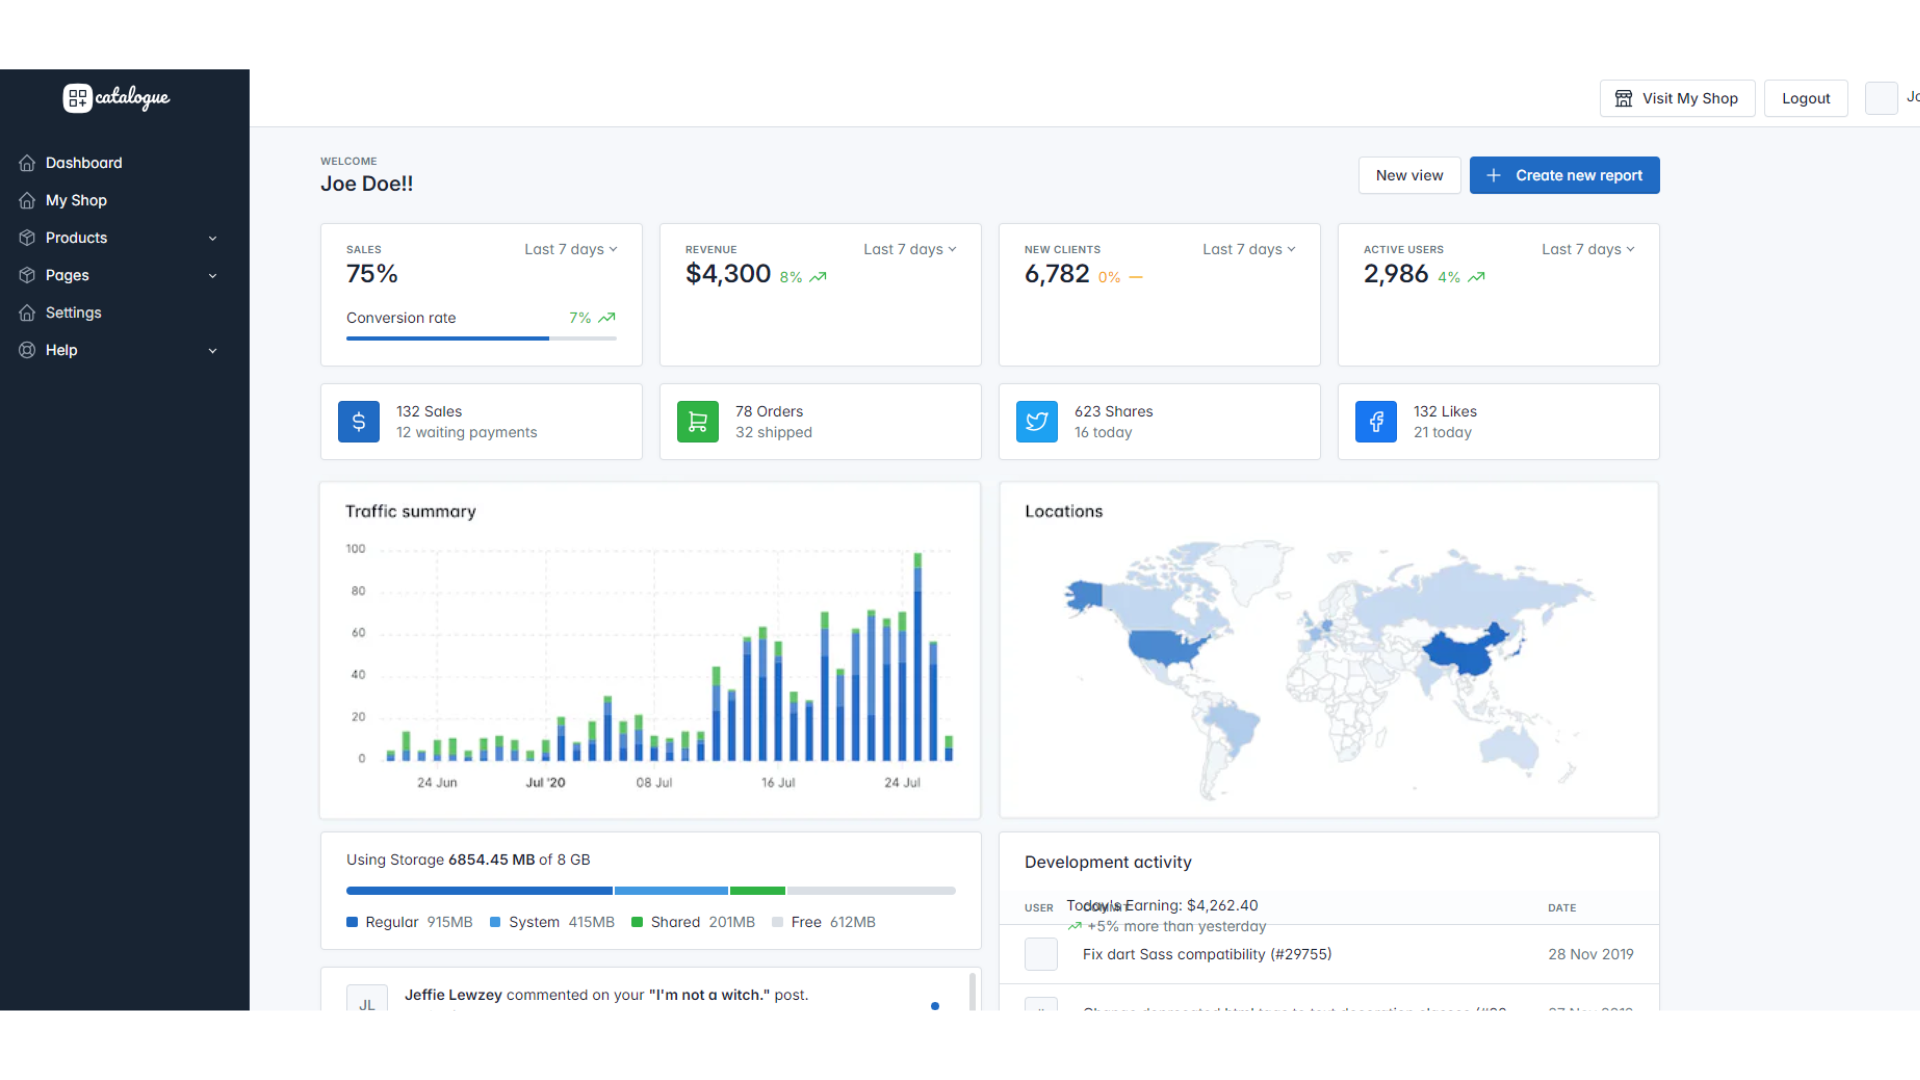 catalogue
Visit My Shop
Logout
Dashboard
My Shop
Products
Pages
Settings
Help
WELCOME
Joe Doe!!
New view
Create new report
SALES
Last 7 days
75%
Conversion rate
7%
REVENUE
Last 7 days
$4,300 8%
NEW CLIENTS
Last 7 days
6,782 0%
ACTIVE USERS
Last 7 days
2,986 4%
132 Sales
12 waiting payments
78 Orders
32 shipped
623 Shares
16 today
132 Likes
21 today
Traffic summary
100
80
60
40
20
0
24 Jun
Jul '20
08 Jul
16 Jul
24 Jul
Locations
Using Storage 6854.45 MB of 8 GB
Regular 915MB
System 415MB
Shared 201MB
Free 612MB
Development activity
USER
Today's Earning: $4,262.40
DATE
+5% more than yesterday
Fix dart Sass compatibility (#29755)
28 Nov 2019
JL
Jeffie Lewzey commented on your "I'm not a witch." post.